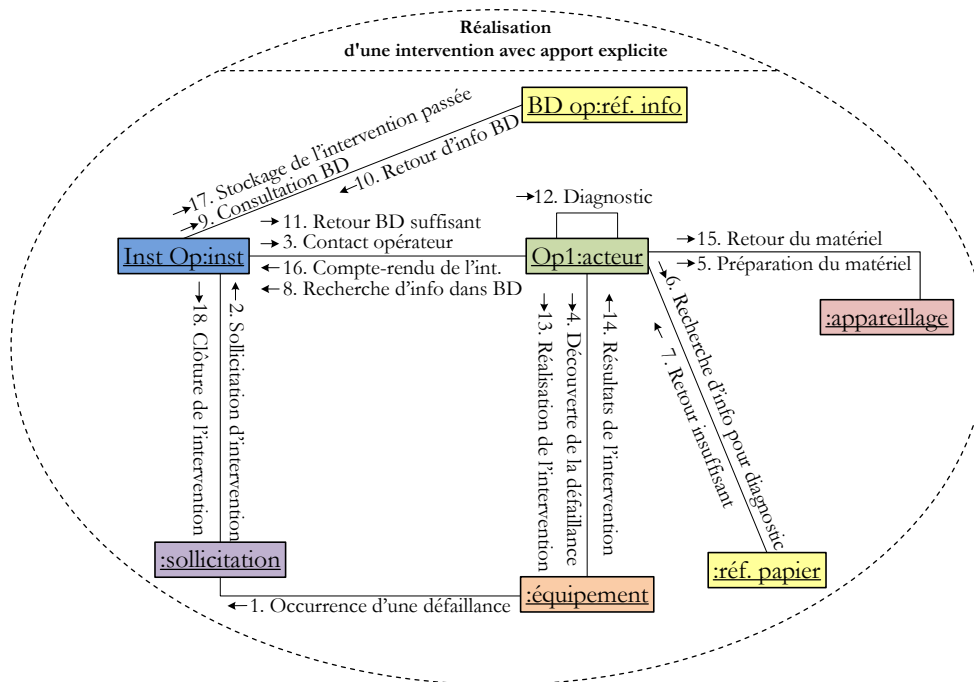 Réalisation
d'une intervention avec apport explicite
BD op:réf. info
17. Stockage de l'intervention passée
9. Consultation BD
10. Retour d'info BD
12. Diagnostic
11. Retour BD suffisant
3. Contact opérateur
Inst Op:inst
Op1:acteur
15. Retour du matériel
5. Préparation du matériel
16. Compte-rendu de l'int.
8. Recherche d'info dans BD
:appareillage
18. Clôture de l'intervention
2. Sollicitation d'intervention
13. Réalisation de l'intervention
4. Découverte de la défaillance
14. Résultats de l'intervention
6. Recherche d'info pour diagnostic
7. Retour insuffisant
:sollicitation
:réf. papier
:équipement
1. Occurrence d'une défaillance